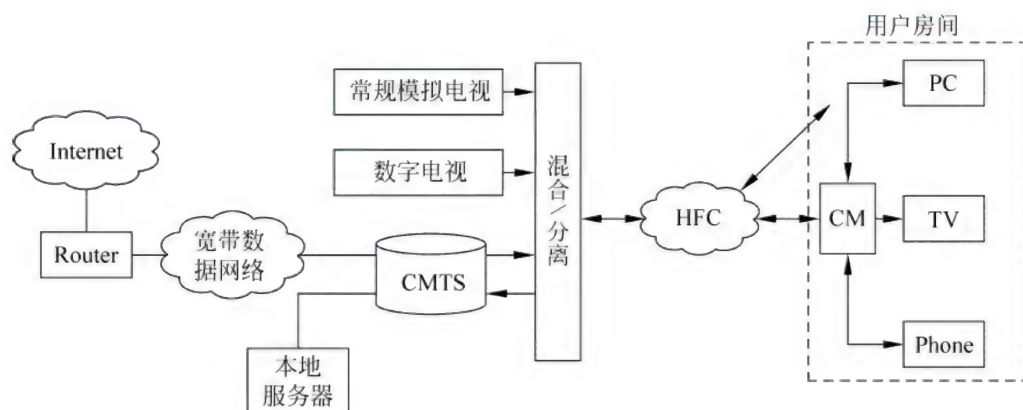 用户房间
常规模拟电视
PC
Internet
数字电视
混合/分离
HFC
CM
TV
Router
宽带数
据网络
CMTS
本地
服务器
Phone